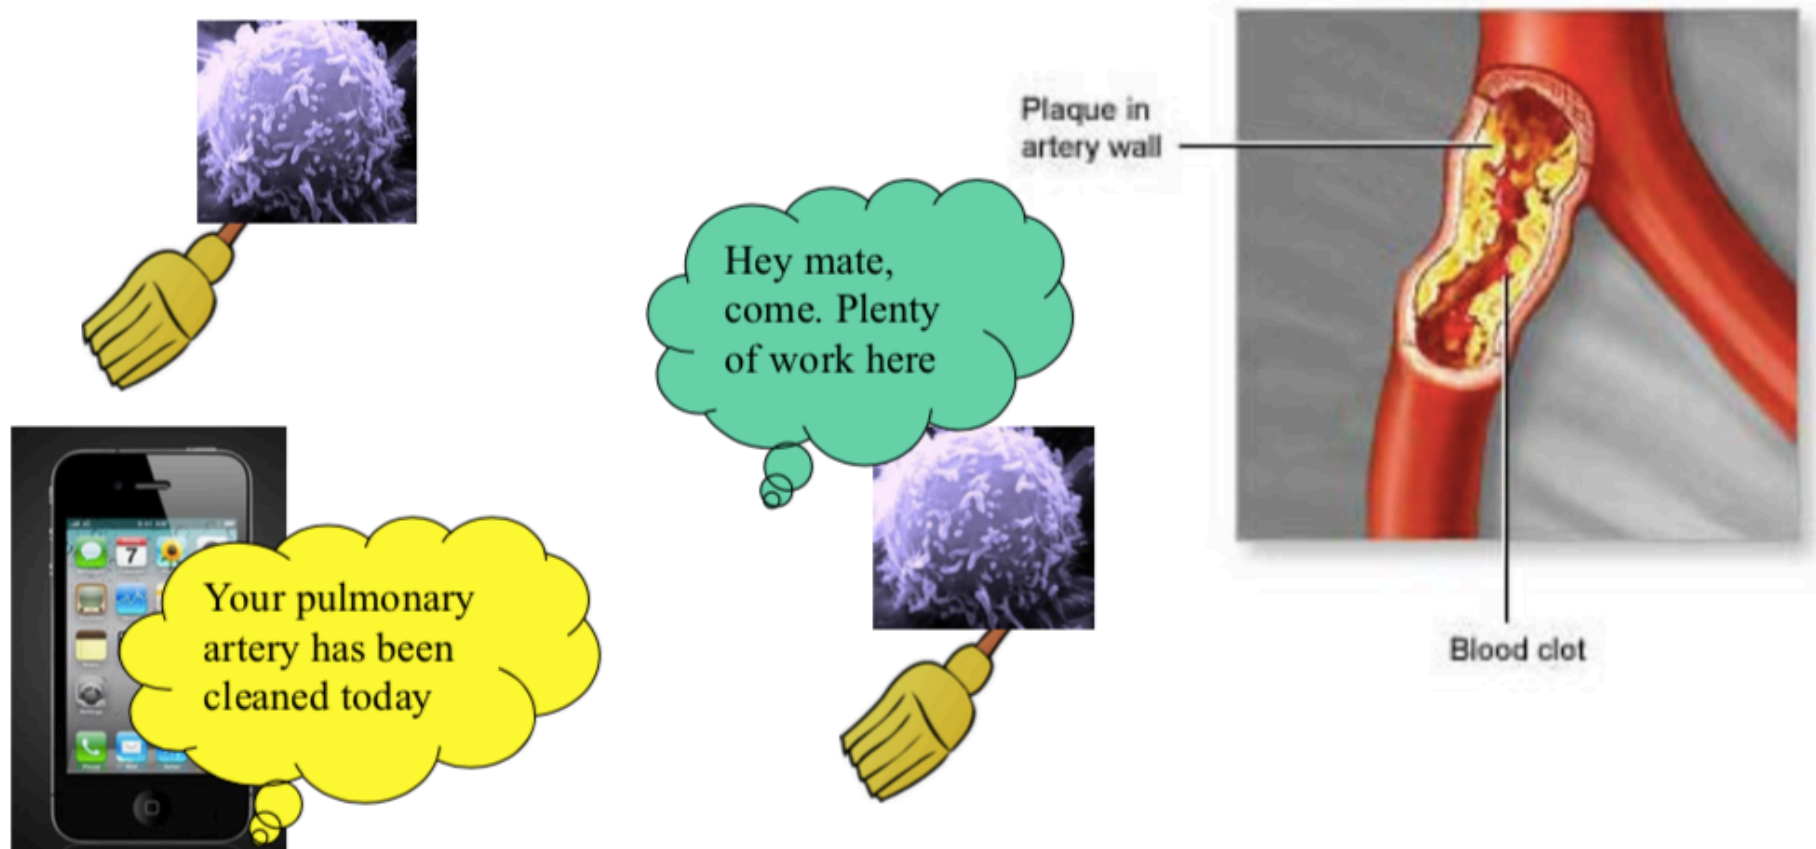 Plaque in
artery wall
Hey mate,
come. Plenty
of work here
7
Your pulmonary
artery has been
cleaned today
Blood clot